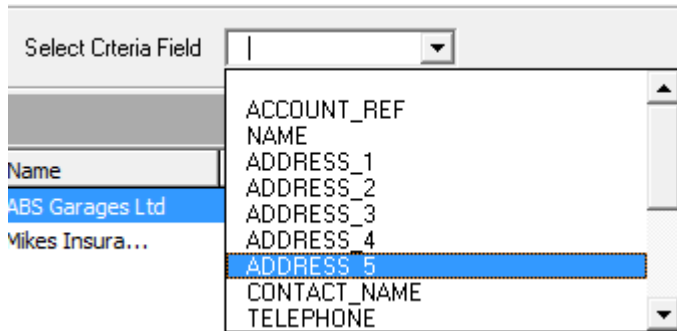 Select Crteria Field
ACCOUNT_REF
NAME
ADDRESS_1
ADDRESS_2
ADDRESS_3
ADDRESS_4
ADDRESS_5
CONTACT_NAME
TELEPHONE
Name
ABS Garages Ltd
Mikes Insura...